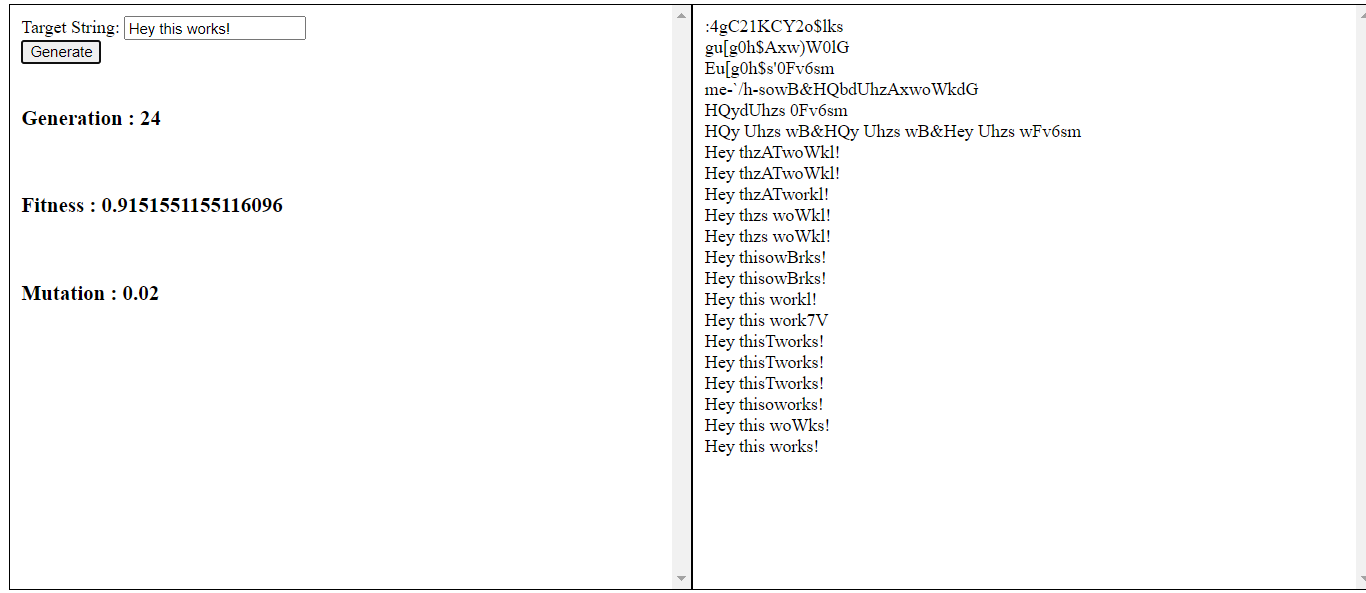 Target String: Hey this works!
Generate
Generation : 24
Fitness : 0.9151551155116096
Mutation : 0.02
:4gC21KCY2o$lks
gu[g0h$Axw)W0lG
Eu[g0h$s'0Fv6sm
me-`/h-sowB&HQbdUhzAxwoWkdG
HQydUhzs 0Fv6sm
HQy Uhzs wB&HQy Uhzs wB&Hey Uhzs wFv6sm
Hey thzATwoWkl!
Hey thzATwoWkl!
Hey thzATworkl!
Hey thzs woWkl!
Hey thzs woWkl!
Hey thisowBrks!
Hey thisowBrks!
Hey this workl!
Hey this work7V
Hey thisTworks!
Hey thisTworks!
Hey thisTworks!
Hey thisoworks!
Hey this woWks!
Hey this works!